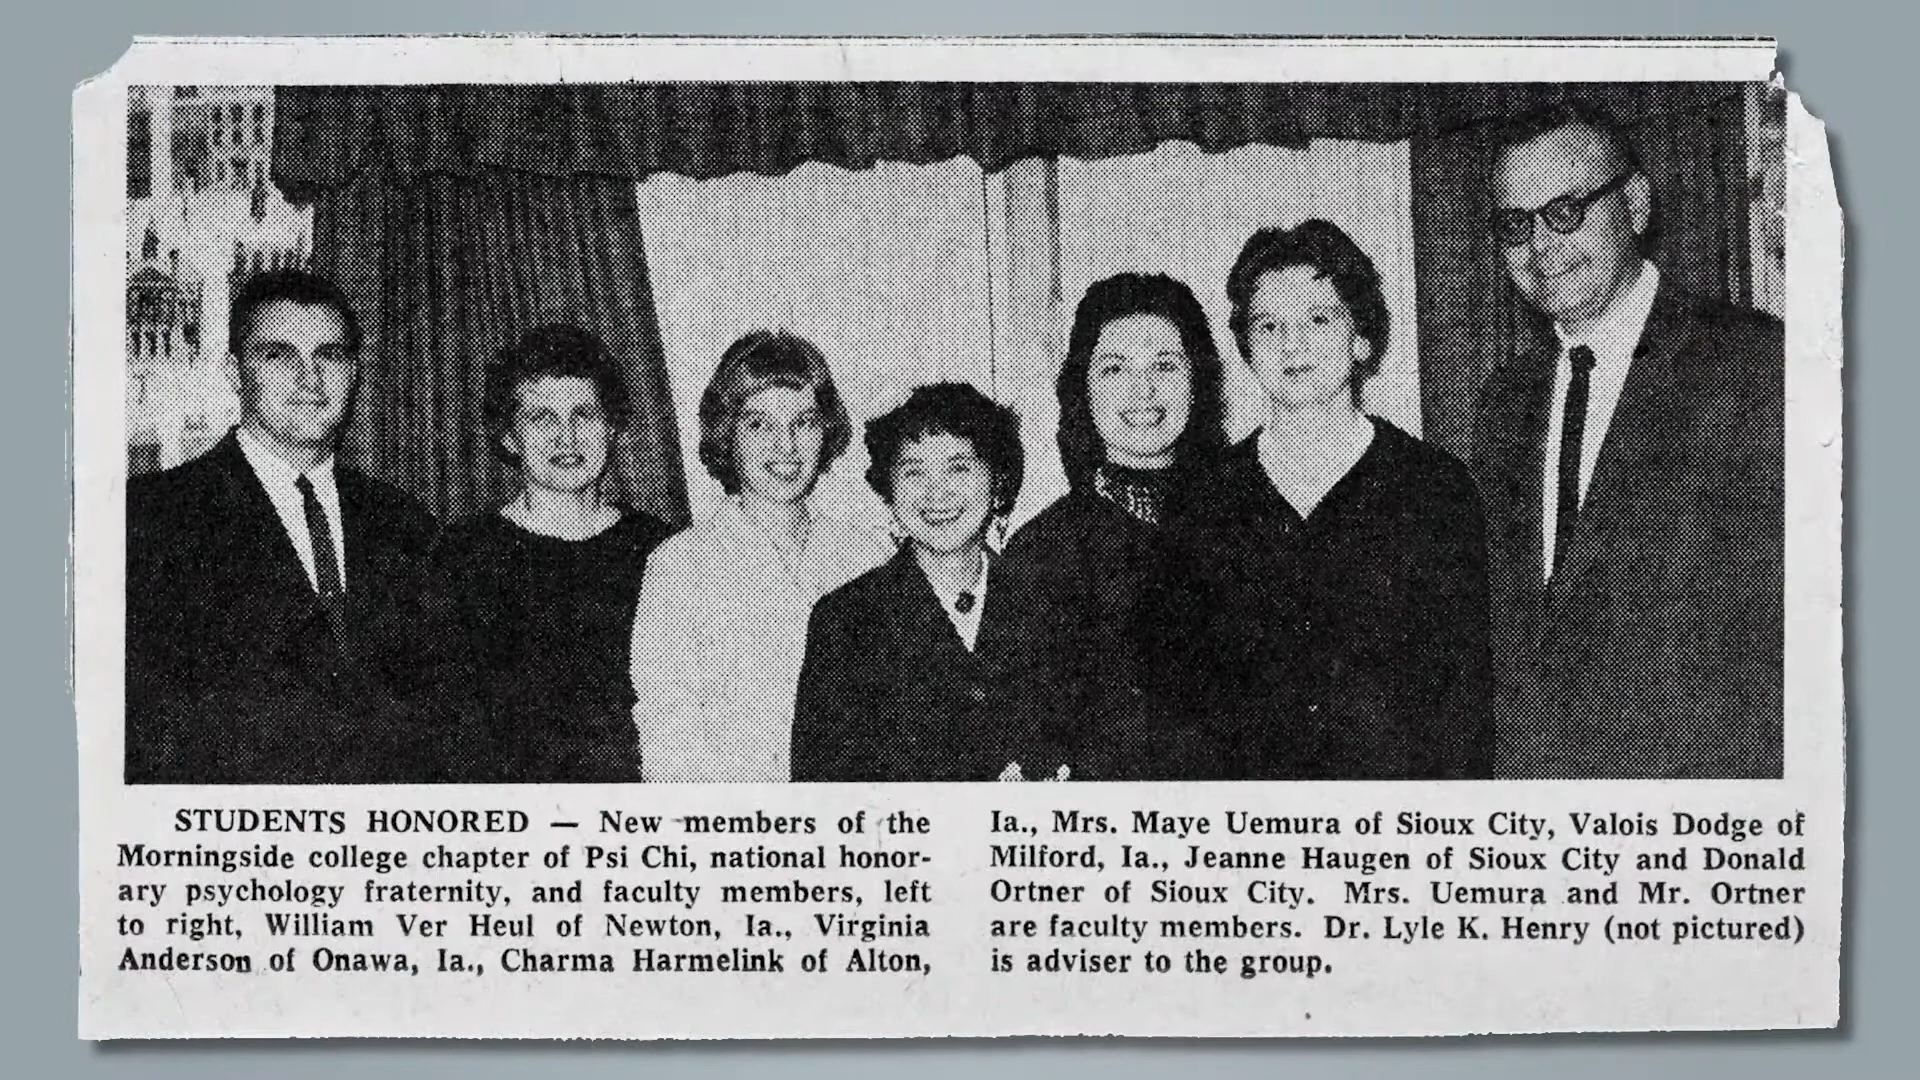 STUDENTS HONORED — New members of the
Morningside college chapter of Psi Chi, national honor-
ary psychology fraternity, and faculty members, left
to right, William Ver Heul of Newton, Ia., Virginia
Anderson of Onawa, Ia., Charma Harmelink of Alton,
Ia., Mrs. Maye Uemura of Sioux City, Valois Dodge of
Milford, Ia., Jeanne Haugen of Sioux City and Donald
Ortner of Sioux City. Mrs. Uemura and Mr. Ortner
are faculty members. Dr. Lyle K. Henry (not pictured)
is adviser to the group.